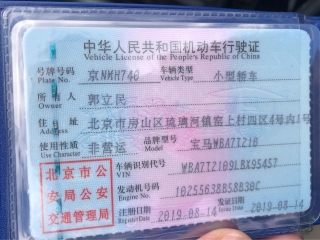 中华人民共和国机动车行驶证
Vehicle License of the People's Republic of China
号牌号码 京NMH740 车辆类型 小型轿车
Plate No. Vehicle Type
所有人 郭立民
Owner
住址 北京市房山区琉璃河镇窑上村四区4号内1号
Address
使用性质 非营运 品牌型号 宝马WBA7T210
Use Character Model
北京市公
安局公安
交通管理局
车辆识别代号 WBA7T2109LBX95457
VIN
发动机号码 10255638B58B30C
Engine No.
注册日期 2019-08-14 发证日期 2019-08-14
Register Date Issue Date